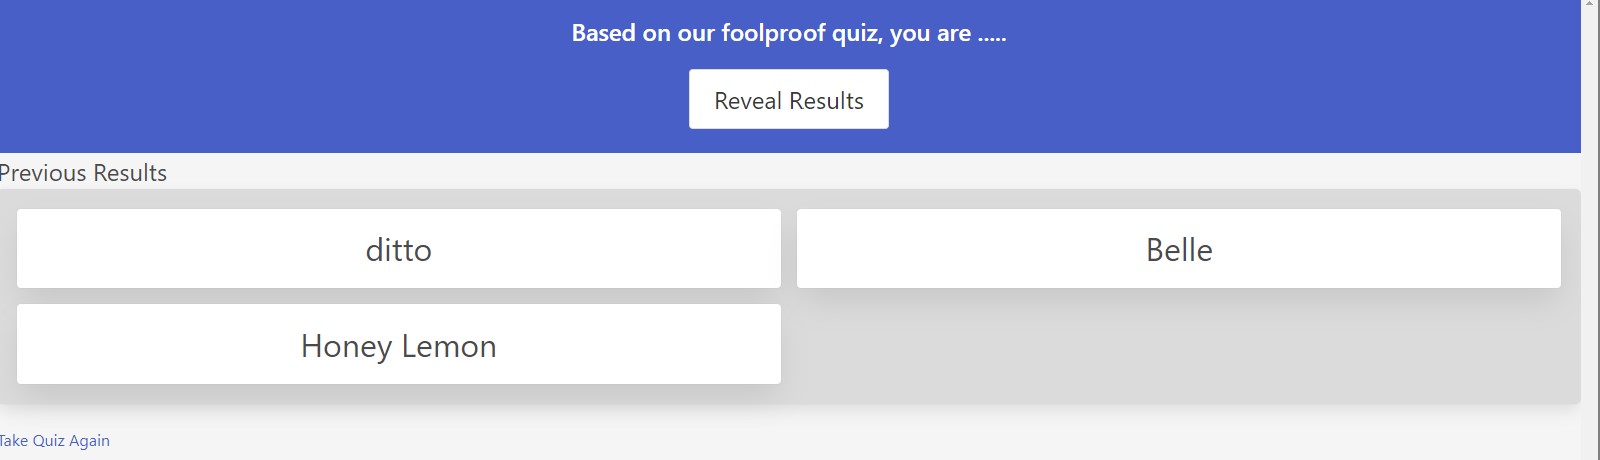 Based on our foolproof quiz, you are .....
Reveal Results
Previous Results
ditto
Belle
Honey Lemon
Take Quiz Again